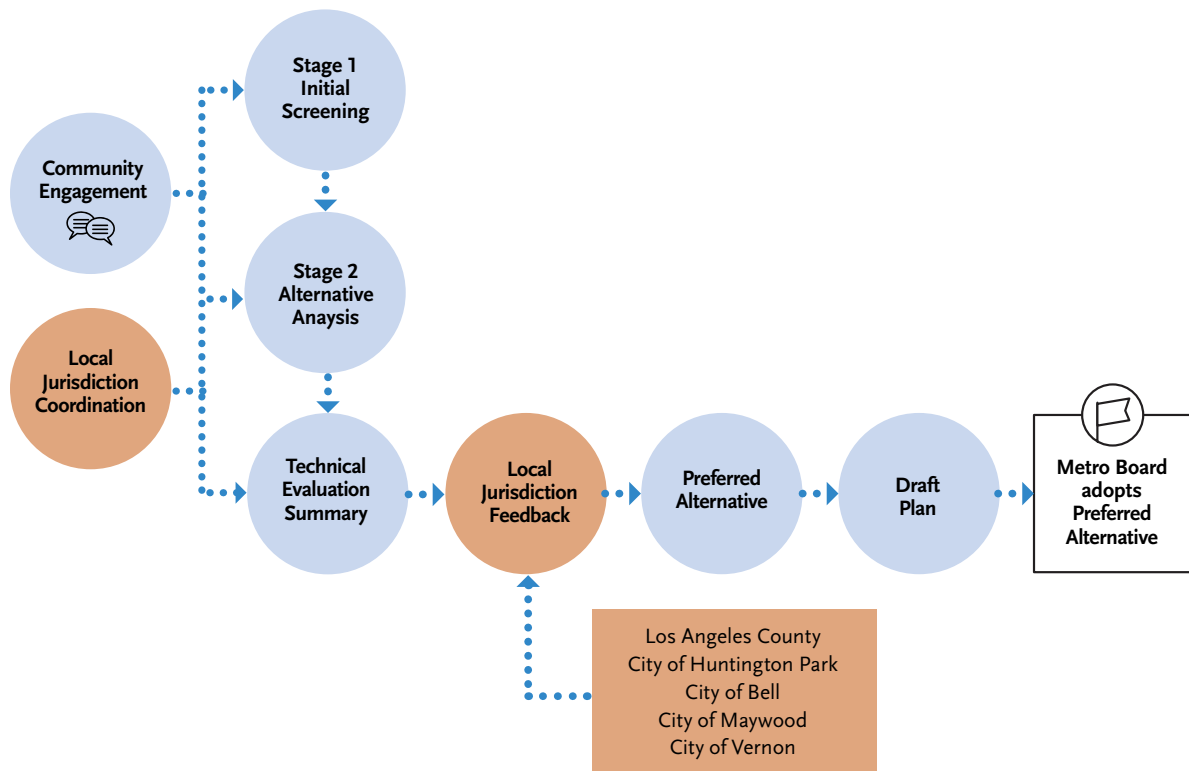 Stage 1
Initial
Screening
Community
Engagement
Stage 2
Alternative
Anaysis
Local
Jurisdiction
Coordination
Technical
Evaluation
Summary
Local
Jurisdiction
Feedback
Preferred
Alternative
Draft
Plan
Metro Board
adopts
Preferred
Alternative
Los Angeles County
City of Huntington Park
City of Bell
City of Maywood
City of Vernon